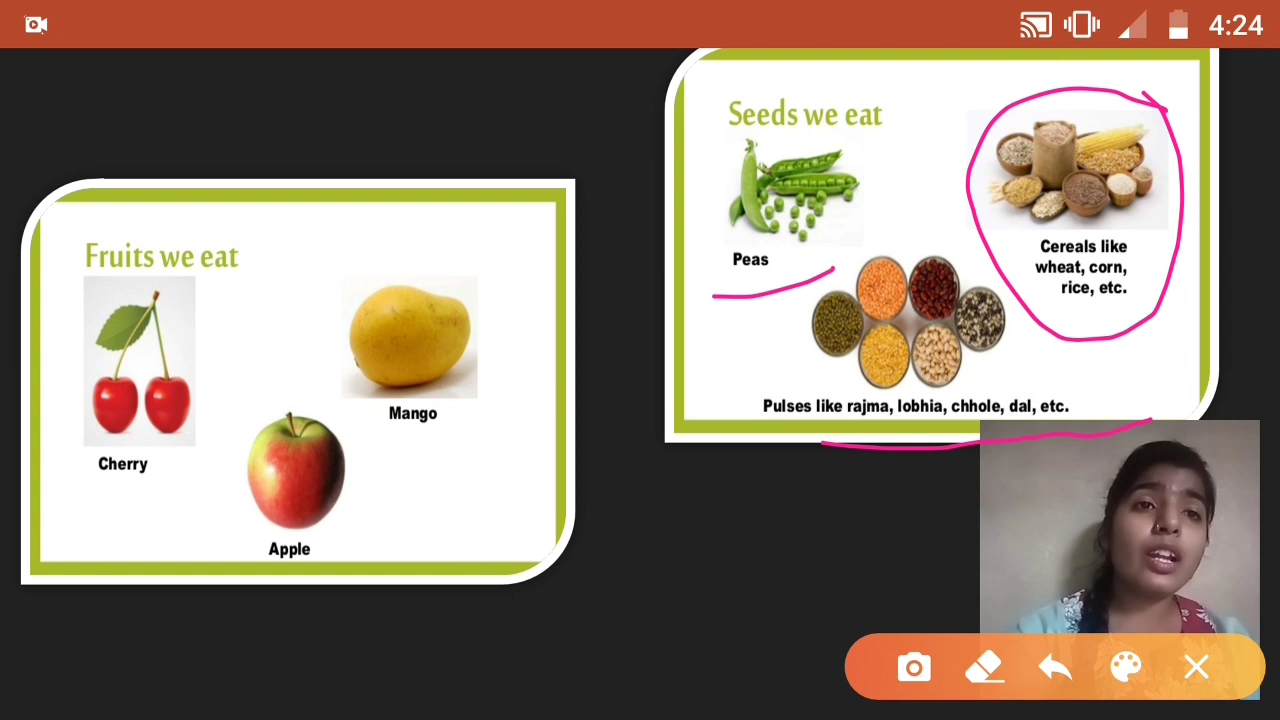 4:24
Fruits we eat
Cherry
Mango
Apple
Seeds we eat
Peas
Cereals like
wheat, corn,
rice, etc.
Pulses like rajma, lobhia, chhole, dal, etc.